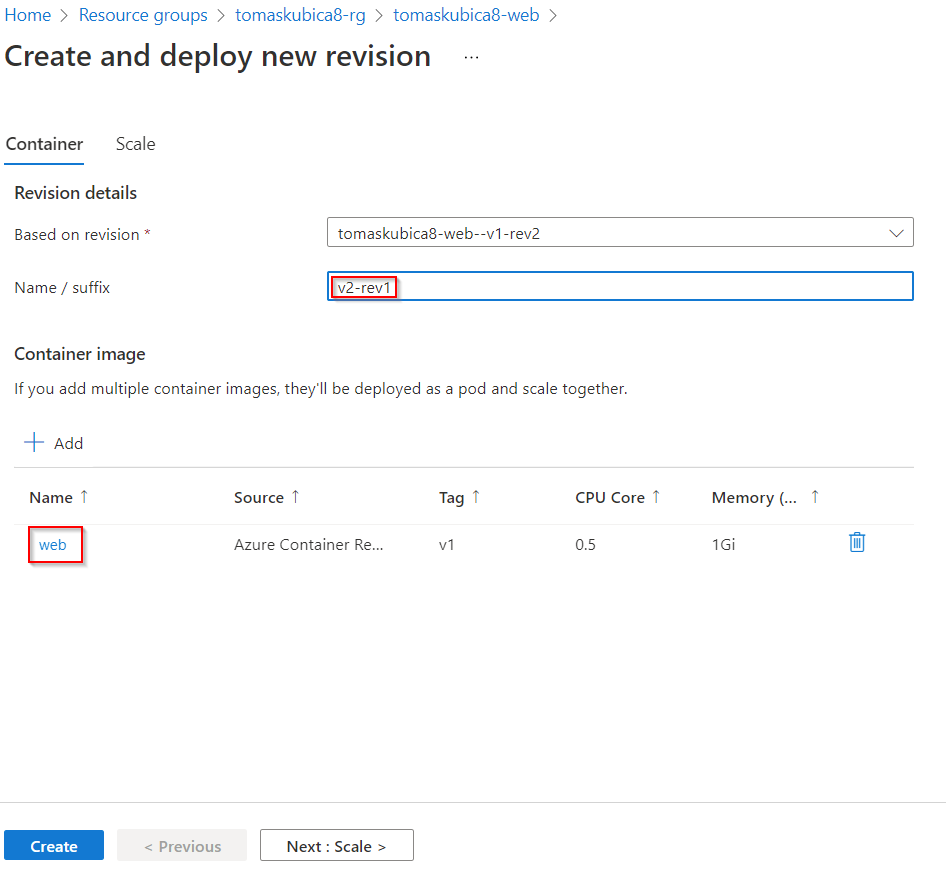 Home > Resource groups > tomaskubica8-rg > tomaskubica8-web >
Create and deploy new revision ...
Container Scale
Revision details
Based on revision * tomaskubica8-web--v1-rev2
Name / suffix v2-rev1
Container image
If you add multiple container images, they'll be deployed as a pod and scale together.
+ Add
Name ↑ Source ↑ Tag ↑ CPU Core ↑ Memory (... ↑
web Azure Container Re... v1 0.5 1Gi
Create < Previous Next : Scale >